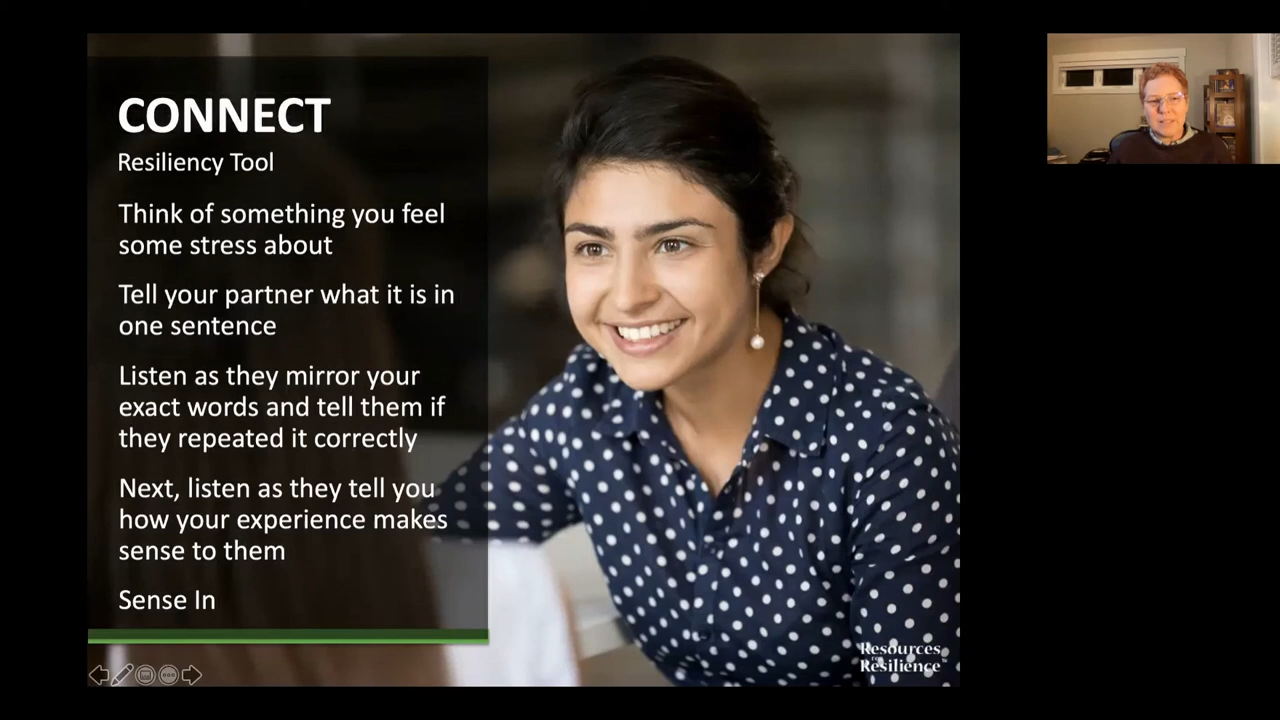 CONNECT
Resiliency Tool
Think of something you feel
some stress about
Tell your partner what it is in
one sentence
Listen as they mirror your
exact words and tell them if
they repeated it correctly
Next, listen as they tell you
how your experience makes
sense to them
Sense In
Resources
for
Resilience